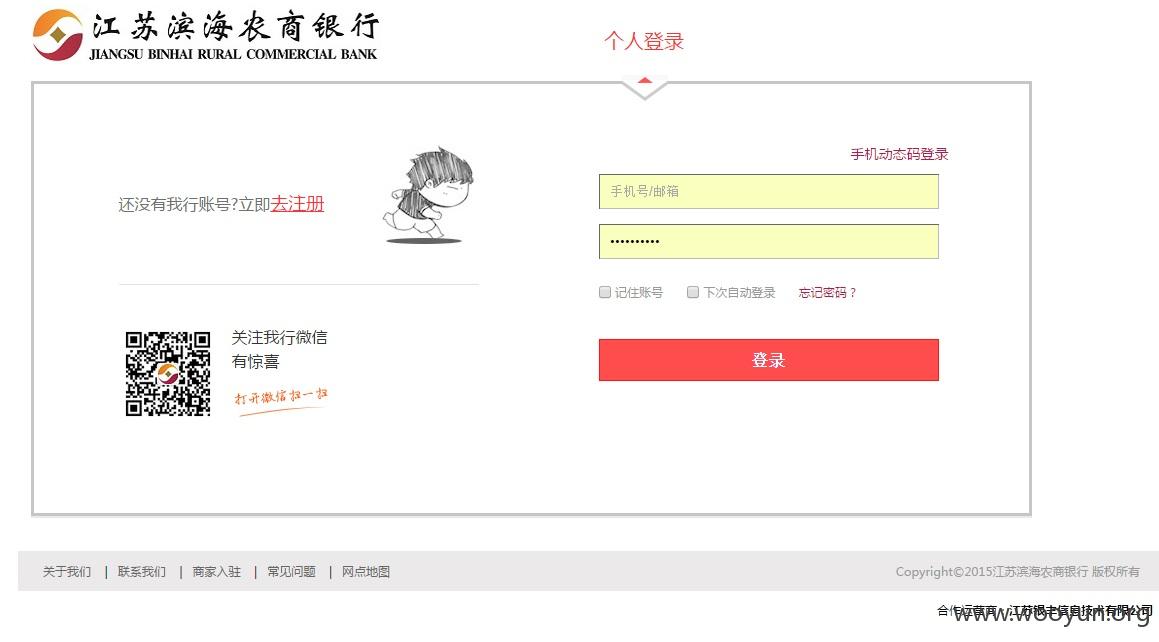 江苏滨海农商银行
JIANGSU BINHAI RURAL COMMERCIAL BANK
个人登录
手机动态码登录
还没有我行账号?立即去注册
手机号/邮箱
••••••••••
记住账号 下次自动登录 忘记密码？
登录
关注我行微信
有惊喜
打开微信扫一扫
关于我们 | 联系我们 | 商家入驻 | 常见问题 | 网点地图
Copyright©2015江苏滨海农商银行 版权所有
合作运营商：江苏银丰信息技术有限公司
www.wooyun.org